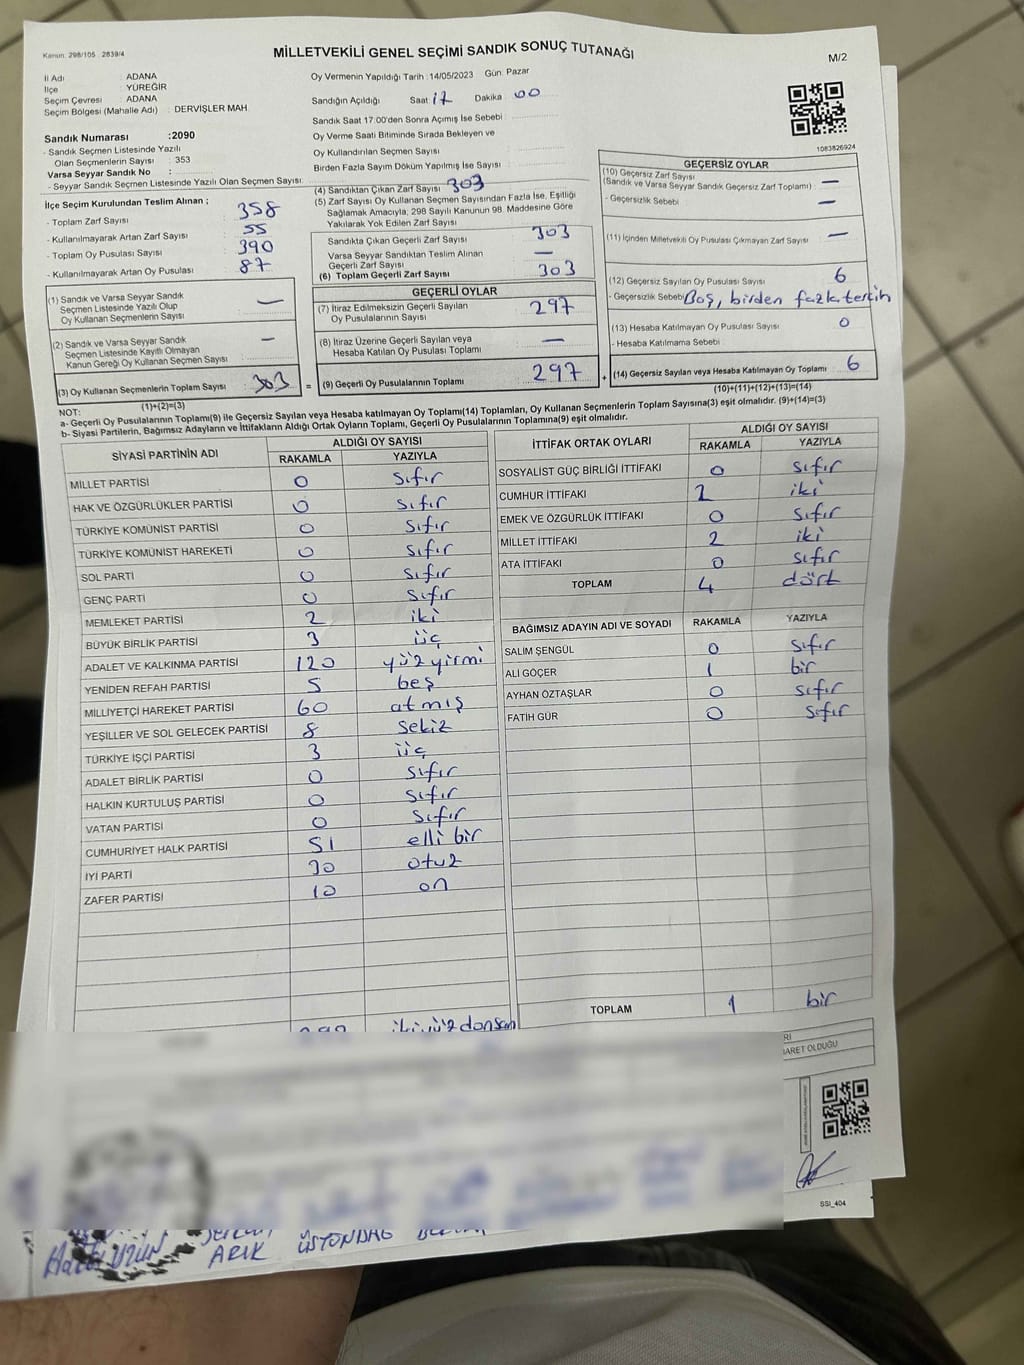 Kanun: 298/105 2839/4
MİLLETVEKİLİ GENEL SEÇİMİ SANDIK SONUÇ TUTANAĞI
M/2
İl Adı : ADANA
İlçe : YÜREĞİR
Seçim Çevresi : ADANA
Seçim Bölgesi (Mahalle Adı) : DERVİŞLER MAH.
Sandık Numarası :2090
- Sandık Seçmen Listesinde Yazılı
Olan Seçmenlerin Sayısı : 353
Varsa Seyyar Sandık No :
- Seyyar Sandık Seçmen Listesinde Yazılı Olan Seçmen Sayısı:
Oy Vermenin Yapıldığı Tarih :14/05/2023 Gün: Pazar
Sandığın Açıldığı Saat: 17 Dakika: 00
Sandık Saat 17:00'den Sonra Açımış İse Sebebi :
Oy Verme Saati Bitiminde Sırada Bekleyen ve
Oy Kullandırılan Seçmen Sayısı :
Birden Fazla Sayım Döküm Yapılmış İse Sayısı :
1083826924
İlçe Seçim Kurulundan Teslim Alınan ;
- Toplam Zarf Sayısı : 358
- Kullanılmayarak Artan Zarf Sayısı : 55
- Toplam Oy Pusulası Sayısı : 390
- Kullanılmayarak Artan Oy Pusulası : 87
(1) Sandık ve Varsa Seyyar Sandık
Seçmen Listesinde Yazılı Olup
Oy Kullanan Seçmenlerin Sayısı : —
(2) Sandık ve Varsa Seyyar Sandık
Seçmen Listesinde Kayıtlı Olmayan
Kanun Gereği Oy Kullanan Seçmen Sayısı : —
(3) Oy Kullanan Seçmenlerin Toplam Sayısı : 303
(1)+(2)=(3)
(4) Sandıktan Çıkan Zarf Sayısı : 303
(5) Zarf Sayısı Oy Kullanan Seçmen Sayısından Fazla İse, Eşitliği
Sağlamak Amacıyla, 298 Sayılı Kanunun 98. Maddesine Göre
Yakılarak Yok Edilen Zarf Sayısı :
Sandıkta Çıkan Geçerli Zarf Sayısı : 303
Varsa Seyyar Sandıktan Teslim Alınan
Geçerli Zarf Sayısı : —
(6) Toplam Geçerli Zarf Sayısı : 303
GEÇERLİ OYLAR
(7) İtiraz Edilmeksizin Geçerli Sayılan
Oy Pusulalarının Sayısı : 297
(8) İtiraz Üzerine Geçerli Sayılan veya
Hesaba Katılan Oy Pusulası Toplamı : —
= (9) Geçerli Oy Pusulalarının Toplamı : 297
GEÇERSİZ OYLAR
(10) Geçersiz Zarf Sayısı
(Sandık ve Varsa Seyyar Sandık Geçersiz Zarf Toplamı) : —
- Geçersizlik Sebebi : —
(11) İçinden Milletvekili Oy Pusulası Çıkmayan Zarf Sayısı : —
(12) Geçersiz Sayılan Oy Pusulası Sayısı : 6
- Geçersizlik Sebebi : Boş, birden fazla tercih
(13) Hesaba Katılmayan Oy Pusulası Sayısı : 0
- Hesaba Katılmama Sebebi :
+ (14) Geçersiz Sayılan veya Hesaba Katılmayan Oy Toplamı : 6
(10)+(11)+(12)+(13)=(14)
NOT:
a- Geçerli Oy Pusulalarının Toplamı(9) ile Geçersiz Sayılan veya Hesaba katılmayan Oy Toplamı(14) Toplamları, Oy Kullanan Seçmenlerin Toplam Sayısına(3) eşit olmalıdır. (9)+(14)=(3)
b- Siyasi Partilerin, Bağımsız Adayların ve İttifakların Aldığı Ortak Oyların Toplamı, Geçerli Oy Pusulalarının Toplamına(9) eşit olmalıdır.
SİYASİ PARTİNİN ADI ALDIĞI OY SAYISI
RAKAMLA YAZIYLA
MİLLET PARTİSİ 0 sıfır
HAK VE ÖZGÜRLÜKLER PARTİSİ 0 sıfır
TÜRKİYE KOMÜNİST PARTİSİ 0 sıfır
TÜRKİYE KOMÜNİST HAREKETİ 0 sıfır
SOL PARTİ 0 sıfır
GENÇ PARTİ 0 sıfır
MEMLEKET PARTİSİ 2 iki
BÜYÜK BİRLİK PARTİSİ 3 üç
ADALET VE KALKINMA PARTİSİ 120 yüz yirmi
YENİDEN REFAH PARTİSİ 5 beş
MİLLİYETÇİ HAREKET PARTİSİ 60 atmış
YEŞİLLER VE SOL GELECEK PARTİSİ 8 sekiz
TÜRKİYE İŞÇİ PARTİSİ 3 üç
ADALET BİRLİK PARTİSİ 0 sıfır
HALKIN KURTULUŞ PARTİSİ 0 sıfır
VATAN PARTİSİ 0 sıfır
CUMHURİYET HALK PARTİSİ 51 elli bir
İYİ PARTİ 30 otuz
ZAFER PARTİSİ 10 on
İTTİFAK ORTAK OYLARI ALDIĞI OY SAYISI
RAKAMLA YAZIYLA
SOSYALİST GÜÇ BİRLİĞİ İTTİFAKI 0 sıfır
CUMHUR İTTİFAKI 2 iki
EMEK VE ÖZGÜRLÜK İTTİFAKI 0 sıfır
MİLLET İTTİFAKI 2 iki
ATA İTTİFAKI 0 sıfır
TOPLAM 4 dört
BAĞIMSIZ ADAYIN ADI VE SOYADI RAKAMLA YAZIYLA
SALİM ŞENGÜL 0 sıfır
ALİ GÖÇER 1 bir
AYHAN ÖZTAŞLAR 0 sıfır
FATİH GÜR 0 sıfır
TOPLAM 1 bir
ARET OLDUĞU
SSI_404
ARIK